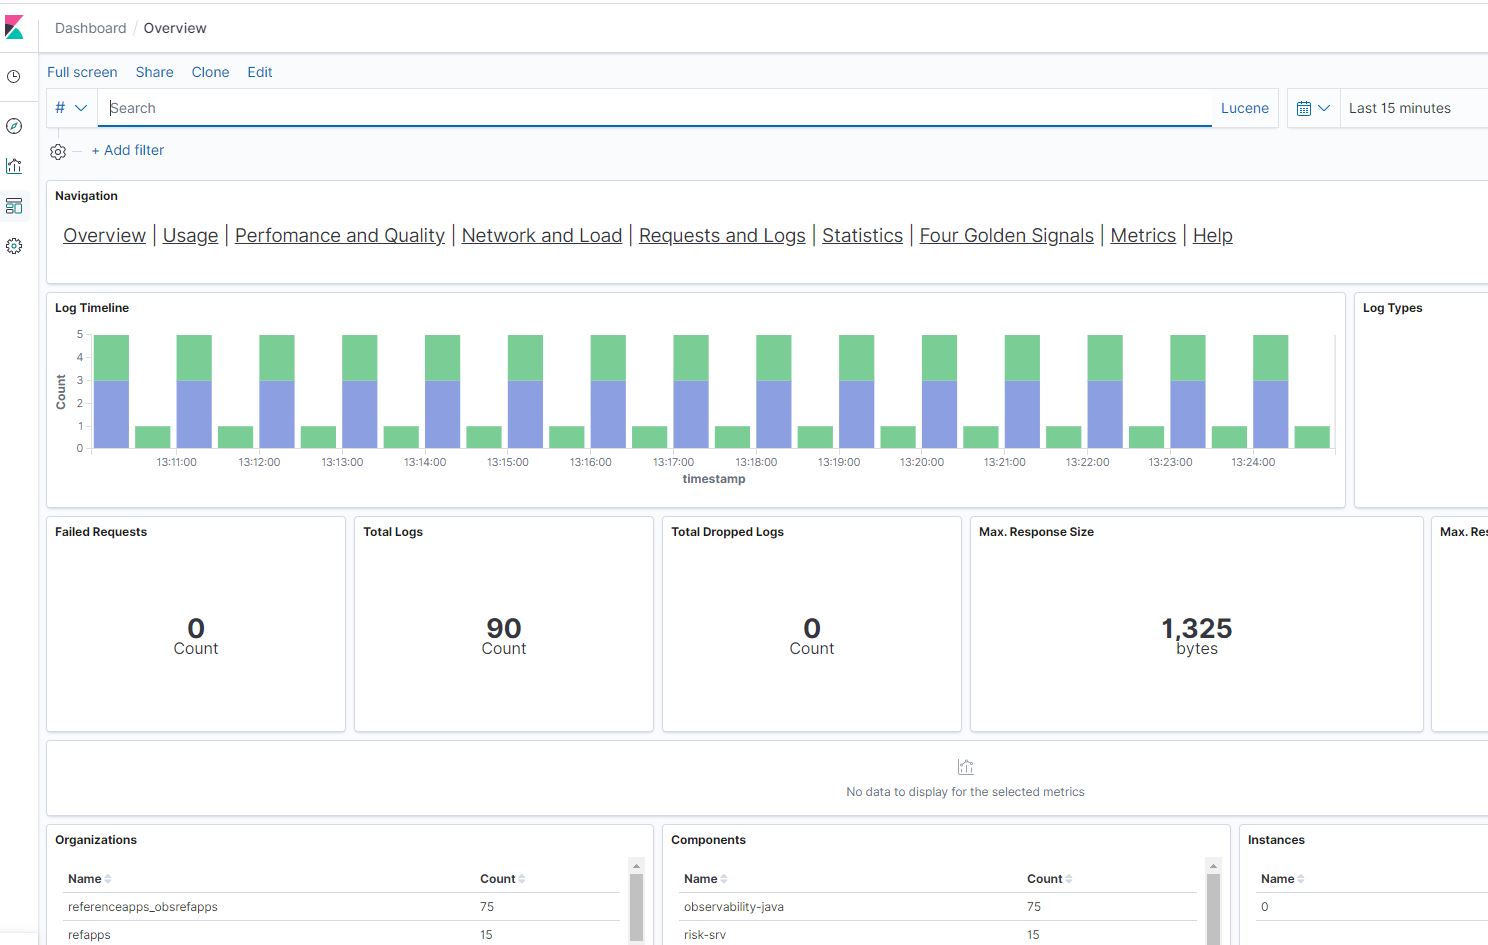 Dashboard / Overview
Full screen Share Clone Edit
# Search Lucene Last 15 minutes
+ Add filter
Navigation
Overview | Usage | Perfomance and Quality | Network and Load | Requests and Logs | Statistics | Four Golden Signals | Metrics | Help
Log Timeline
Log Types
5
4
3
2
1
0
Count
13:11:00 13:12:00 13:13:00 13:14:00 13:15:00 13:16:00 13:17:00 13:18:00 13:19:00 13:20:00 13:21:00 13:22:00 13:23:00 13:24:00
timestamp
Failed Requests
0
Count
Total Logs
90
Count
Total Dropped Logs
0
Count
Max. Response Size
1,325
bytes
Max. Res
No data to display for the selected metrics
Organizations
Name Count
referenceapps_obsrefapps 75
refapps 15
Components
Name Count
observability-java 75
risk-srv 15
Instances
Name
0